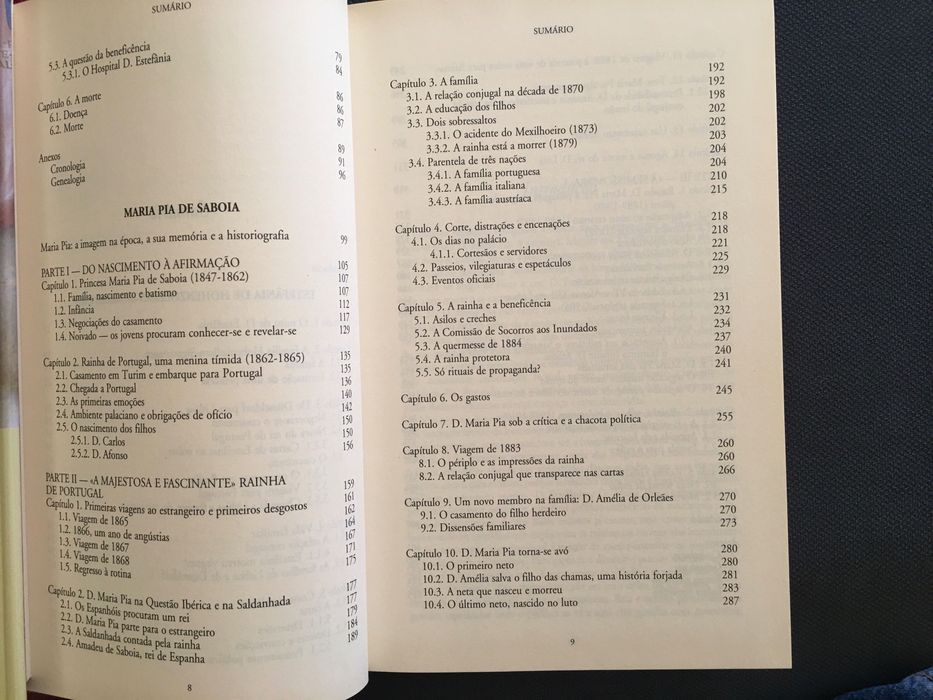 SUMÁRIO
5.3. A questão da beneficência 79
5.3.1. O Hospital D. Estefânia 84
Capítulo 6. A morte 86
6.1. Doença 86
6.2. Morte 87
Anexos 89
Cronologia 91
Genealogia 96
MARIA PIA DE SABOIA
Maria Pia: a imagem na época, a sua memória e a historiografia 99
PARTE I — DO NASCIMENTO À AFIRMAÇÃO 105
Capítulo 1. Princesa Maria Pia de Saboia (1847-1862) 107
1.1. Família, nascimento e batismo 107
1.2. Infância 112
1.3. Negociações do casamento 117
1.4. Noivado — os jovens procuram conhecer-se e revelar-se 129
Capítulo 2. Rainha de Portugal, uma menina tímida (1862-1865) 135
2.1. Casamento em Turim e embarque para Portugal 135
2.2. Chegada a Portugal 136
2.3. As primeiras emoções 140
2.4. Ambiente palaciano e obrigações de ofício 142
2.5. O nascimento dos filhos 150
2.5.1. D. Carlos 150
2.5.2. D. Afonso 156
PARTE II — «A MAJESTOSA E FASCINANTE» RAINHA
DE PORTUGAL 159
Capítulo 1. Primeiras viagens ao estrangeiro e primeiros desgostos 161
1.1. Viagem de 1865 162
1.2. 1866, um ano de angústias 164
1.3. Viagem de 1867 167
1.4. Viagem de 1868 171
1.5. Regresso à rotina 175
Capítulo 2. D. Maria Pia na Questão Ibérica e na Saldanhada 177
2.1. Os Espanhóis procuram um rei 177
2.2. D. Maria Pia parte para o estrangeiro 179
2.3. A Saldanhada contada pela rainha 184
2.4. Amadeu de Saboia, rei de Espanha 189
8
SUMÁRIO
Capítulo 3. A família 192
3.1. A relação conjugal na década de 1870 192
3.2. A educação dos filhos 198
3.3. Dois sobressaltos 202
3.3.1. O acidente do Mexilhoeiro (1873) 202
3.3.2. A rainha está a morrer (1879) 203
3.4. Parentela de três nações 204
3.4.1. A família portuguesa 204
3.4.2. A família italiana 210
3.4.3. A família austríaca 215
Capítulo 4. Corte, distrações e encenações 218
4.1. Os dias no palácio 218
4.1.1. Cortesãos e servidores 221
4.2. Passeios, vilegiaturas e espetáculos 225
4.3. Eventos oficiais 229
Capítulo 5. A rainha e a beneficência 231
5.1. Asilos e creches 232
5.2. A Comissão de Socorros aos Inundados 234
5.3. A quermesse de 1884 237
5.4. A rainha protetora 240
5.5. Só rituais de propaganda? 241
Capítulo 6. Os gastos 245
Capítulo 7. D. Maria Pia sob a crítica e a chacota política 255
Capítulo 8. Viagem de 1883 260
8.1. O périplo e as impressões da rainha 260
8.2. A relação conjugal que transparece nas cartas 266
Capítulo 9. Um novo membro na família: D. Amélia de Orleães 270
9.1. O casamento do filho herdeiro 270
9.2. Dissensões familiares 273
Capítulo 10. D. Maria Pia torna-se avó 280
10.1. O primeiro neto 280
10.2. D. Amélia salva o filho das chamas, uma história forjada 281
10.3. A neta que nasceu e morreu 283
10.4. O último neto, nascido no luto 287
9